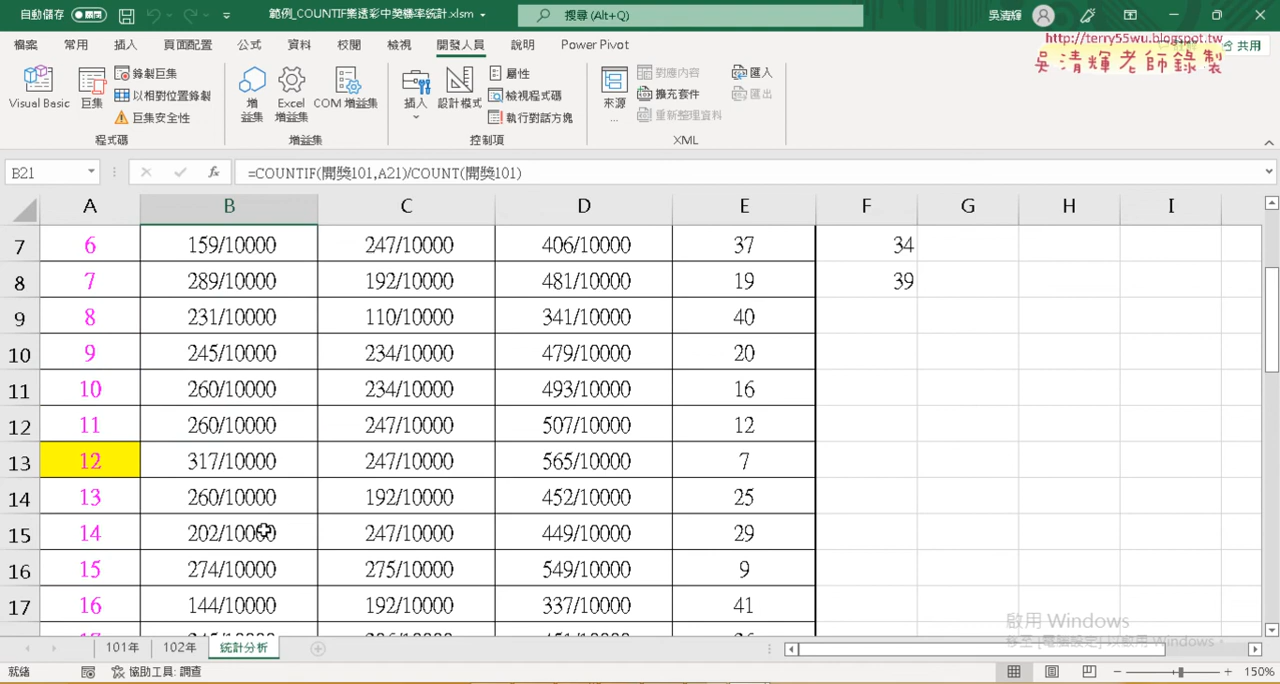 自動儲存 範例_COUNTIF樂透彩中獎機率統計.xlsm 搜尋 (Alt+Q) 吳清輝
http://terry55wu.blogspot.tw
吳清輝老師錄製
檔案 常用 插入 頁面配置 公式 資料 校閱 檢視 開發人員 說明 Power Pivot 共用
Visual Basic 巨集 錄製巨集 以相對位置錄製 巨集安全性 增益集 Excel 增益集 COM 增益集 插入 設計模式 屬性 檢視程式碼 執行對話方塊 來源... 對應內容 擴充套件 重新整理資料 匯入 匯出
程式碼 增益集 控制項 XML
B21 fx =COUNTIF(開獎101,A21)/COUNT(開獎101)
A B C D E F G H I
7 6 159/10000 247/10000 406/10000 37 34
8 7 289/10000 192/10000 481/10000 19 39
9 8 231/10000 110/10000 341/10000 40
10 9 245/10000 234/10000 479/10000 20
11 10 260/10000 234/10000 493/10000 16
12 11 260/10000 247/10000 507/10000 12
13 12 317/10000 247/10000 565/10000 7
14 13 260/10000 192/10000 452/10000 25
15 14 202/10000 247/10000 449/10000 29
16 15 274/10000 275/10000 549/10000 9
17 16 144/10000 192/10000 337/10000 41
啟用 Windows
移至 [電腦設定] 以啟用 Windows。
101年 102年 統計分析
就緒 協助工具: 調查 150%